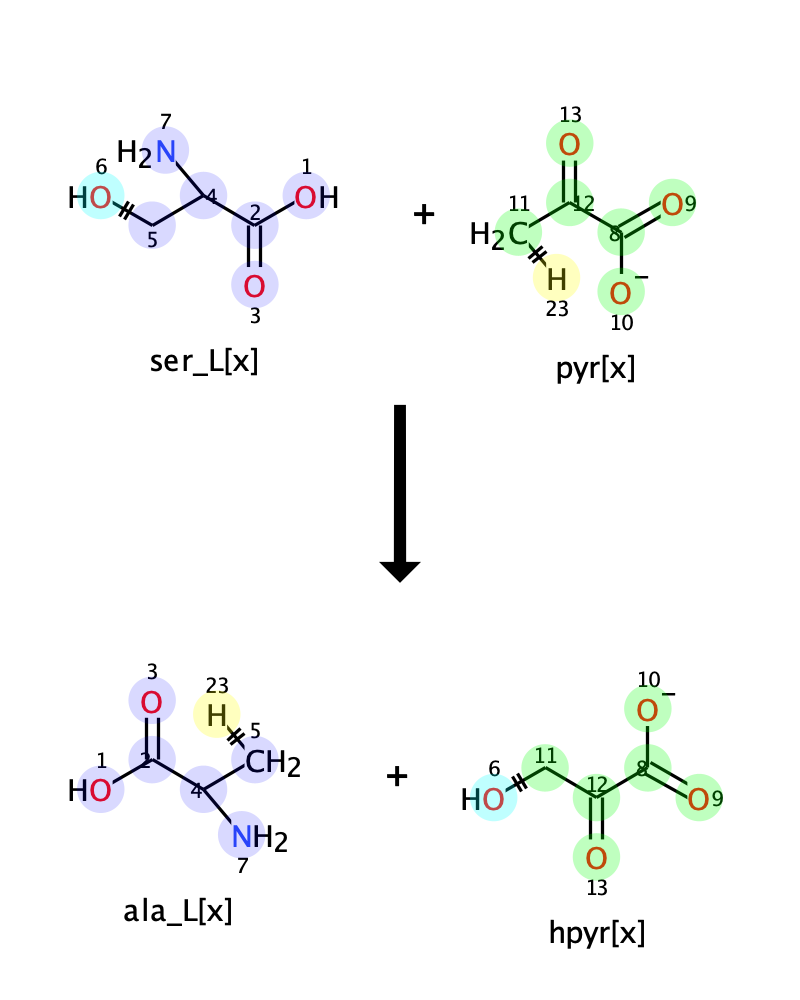 7
H2N
6
HO
4
1
OH
2
5
O
3
ser_L[x]
+
13
O
11
H2C
12
O9
8
H
23
O−
10
pyr[x]
3
O
23
H
5
CH2
1
HO
2
4
NH2
7
ala_L[x]
+
10
O−
6
HO
11
12
8
O9
O
13
hpyr[x]